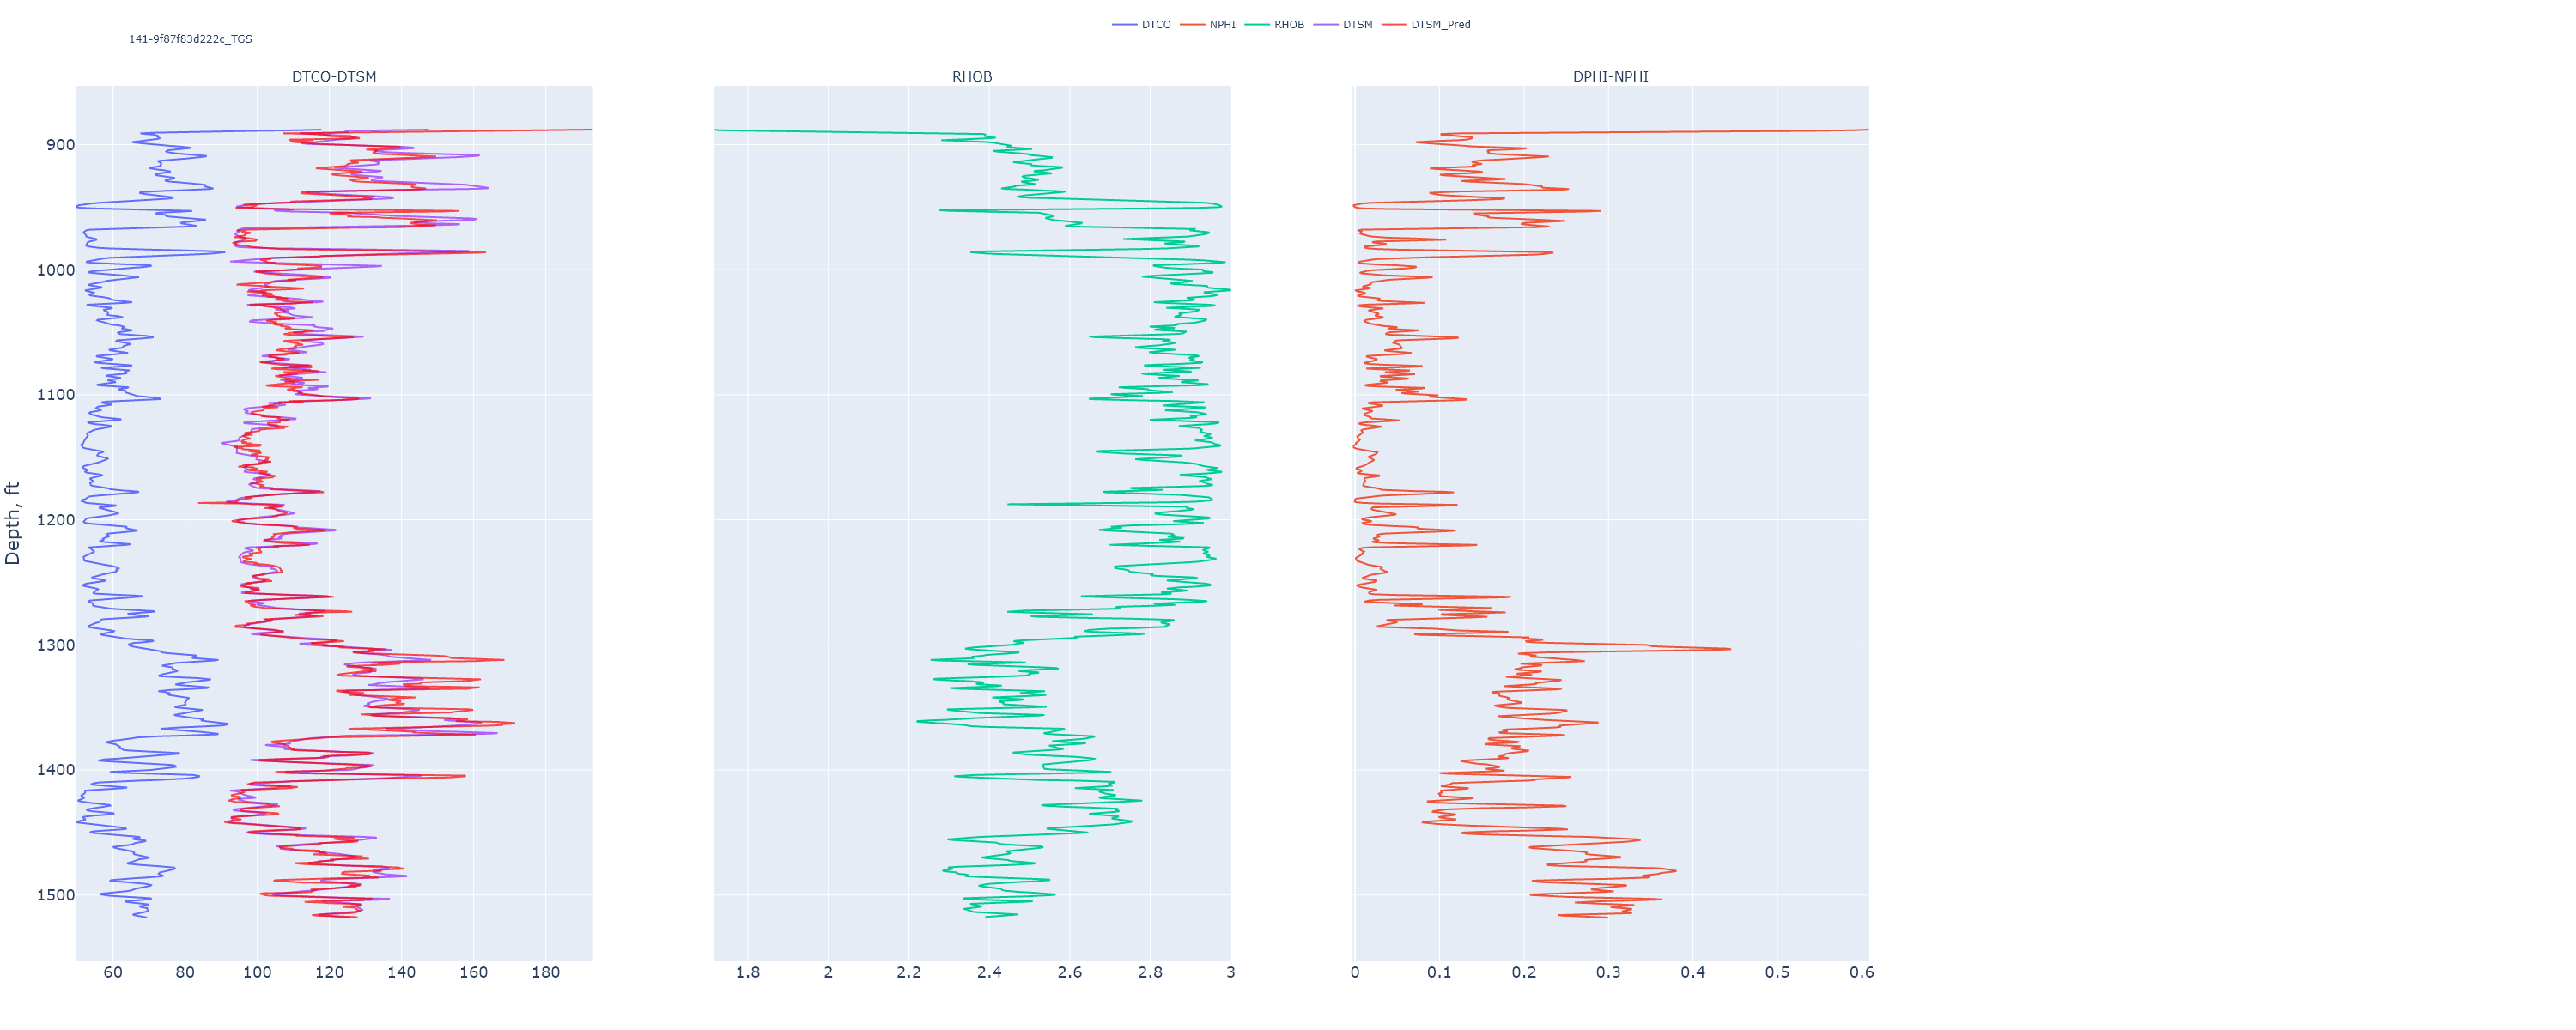 DTCO NPHI RHOB DTSM DTSM_Pred
141-9f87f83d222c_TGS
DTCO-DTSM RHOB DPHI-NPHI
900
1000
1100
1200
1300
1400
1500
Depth, ft
60 80 100 120 140 160 180
1.8 2 2.2 2.4 2.6 2.8 3
0 0.1 0.2 0.3 0.4 0.5 0.6